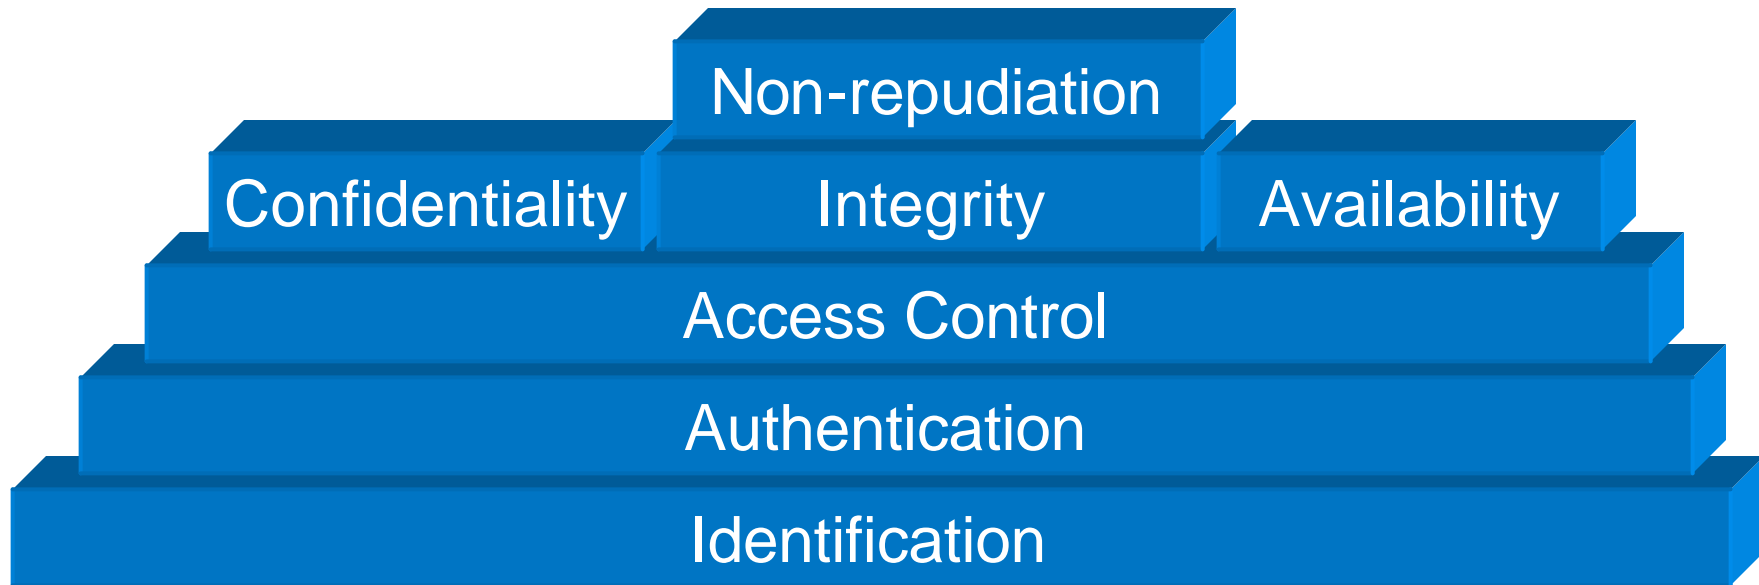 Non-repudiation
Confidentiality Integrity Availability
Access Control
Authentication
Identification